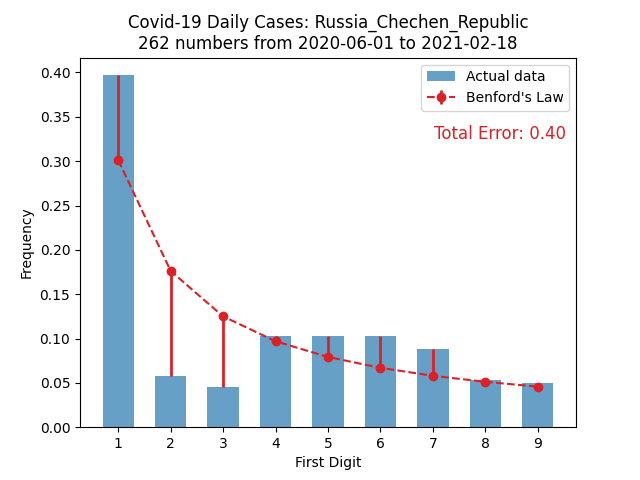 Covid-19 Daily Cases: Russia_Chechen_Republic
262 numbers from 2020-06-01 to 2021-02-18
Actual data
Benford's Law
Total Error: 0.40
Frequency
0.40
0.35
0.30
0.25
0.20
0.15
0.10
0.05
0.00
1 2 3 4 5 6 7 8 9
First Digit